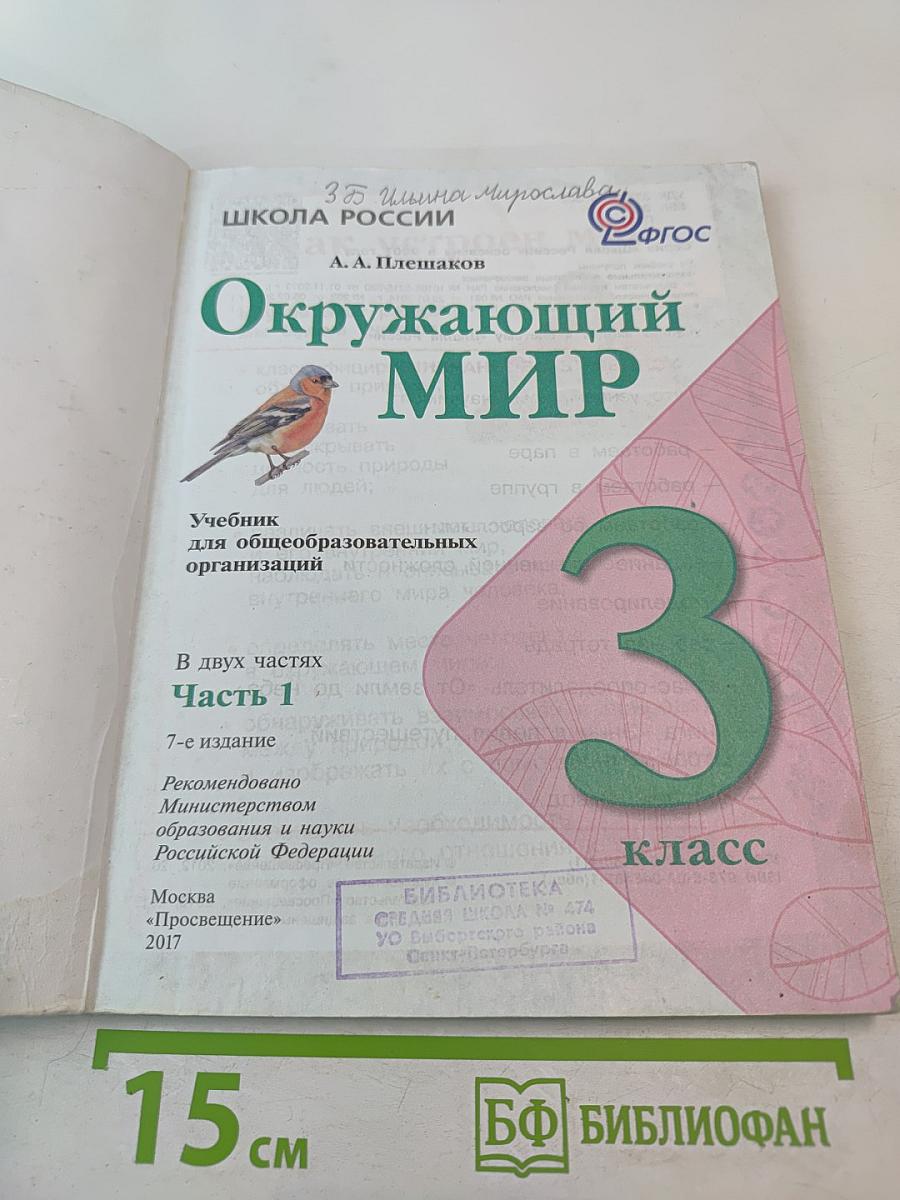 3Б Ильина Мирослава
ШКОЛА РОССИИ
ФГОС
А. А. Плешаков
Окружающий
МИР
Учебник
для общеобразовательных
организаций
3
класс
В двух частях
Часть 1
7-е издание
Рекомендовано
Министерством
образования и науки
Российской Федерации
Москва
«Просвещение»
2017
БИБЛИОТЕКА
СРЕДНЯЯ ШКОЛА № 474
УО Выборгского района
Санкт-Петербурга
15 см
БФ БИБЛИОФАН